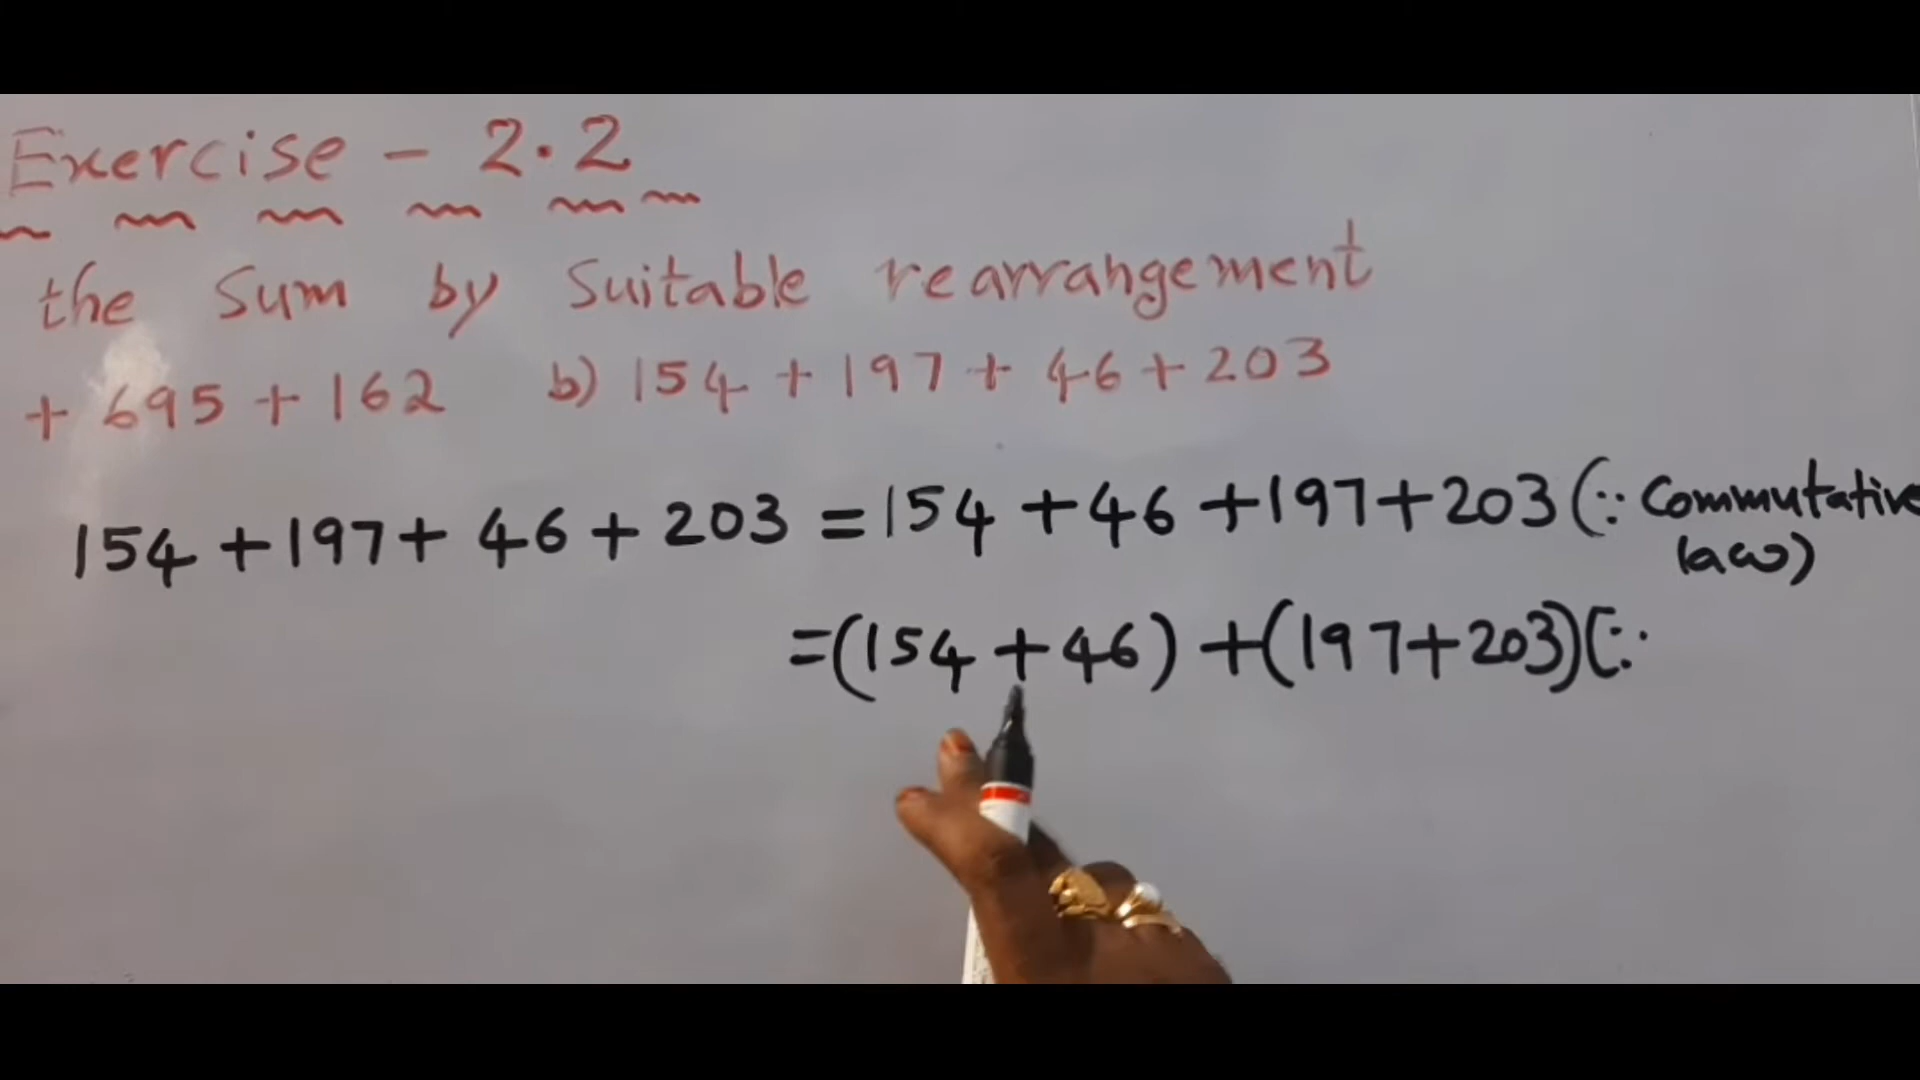 Exercise - 2.2
the Sum by Suitable rearrangement
+ 695 + 162 b) 154 + 197 + 46 + 203
154 + 197 + 46 + 203 = 154 + 46 + 197 + 203 (∵ Commutative
law)
= (154 + 46) + (197 + 203) (∵